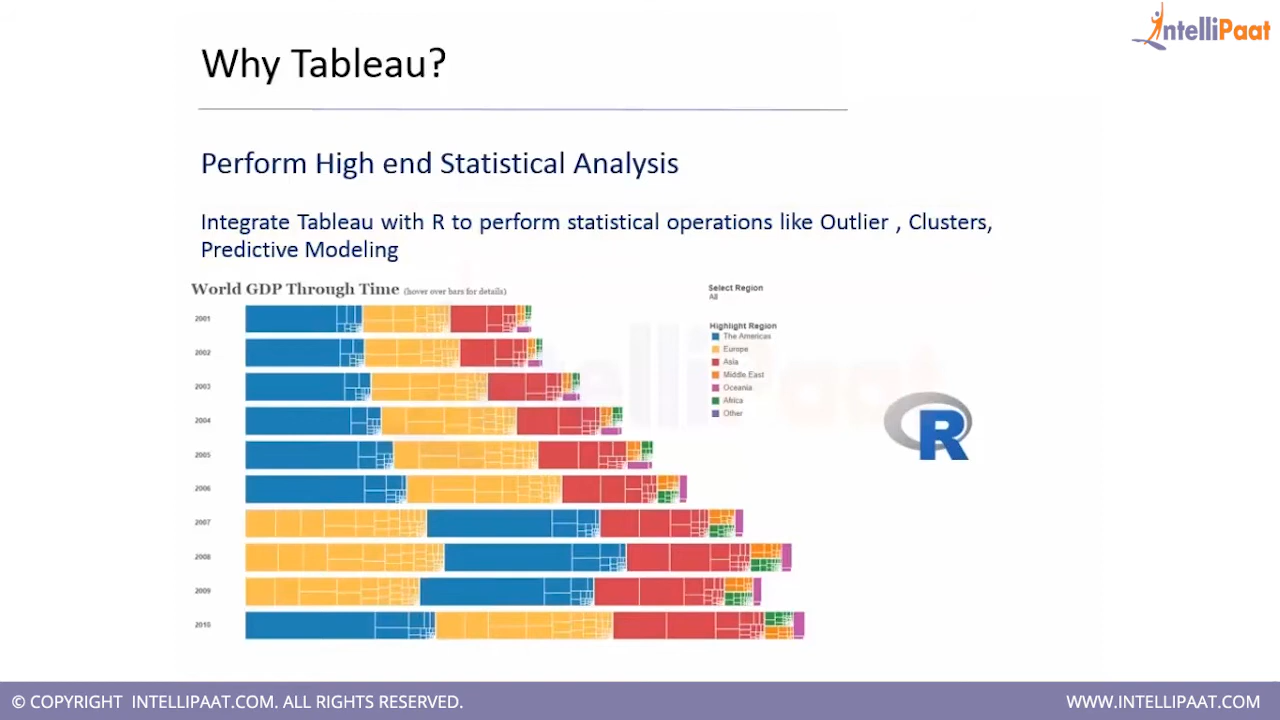 IntelliPaat
Why Tableau?
Perform High end Statistical Analysis
Integrate Tableau with R to perform statistical operations like Outlier , Clusters,
Predictive Modeling
World GDP Through Time (hover over bars for details)
Select Region
All
Highlight Region
The Americas
Europe
Asia
Middle East
Oceania
Africa
Other
2001
2002
2003
2004
2005
2006
2007
2008
2009
2010
R
© COPYRIGHT INTELLIPAAT.COM. ALL RIGHTS RESERVED.
WWW.INTELLIPAAT.COM